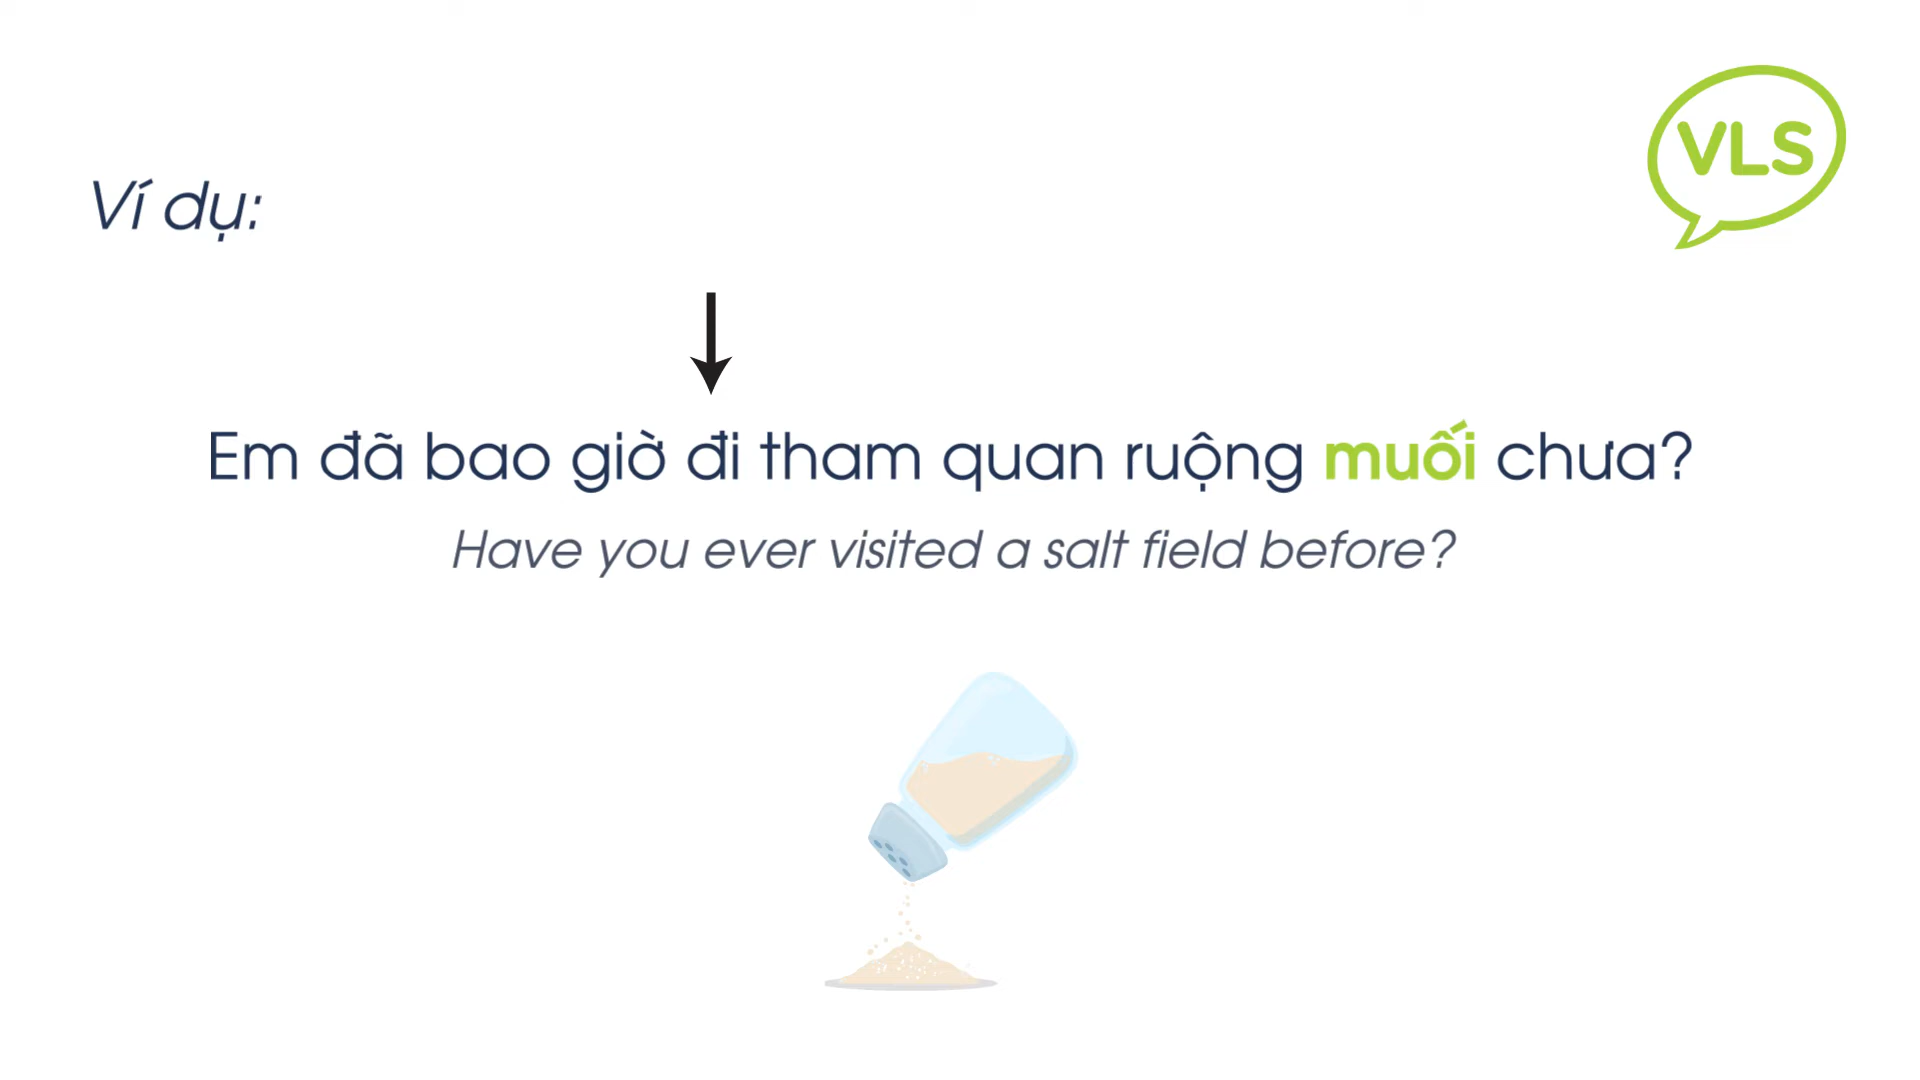 VLS
Ví dụ:
Em đã bao giờ đi tham quan ruộng muối chưa?
Have you ever visited a salt field before?